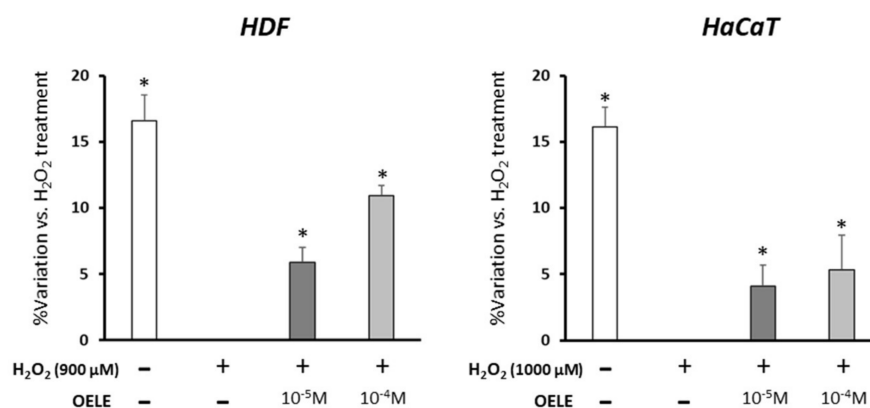 HDF
HaCaT
%Variation vs. H₂O₂ treatment
20
15
10
5
0
*
*
*
H₂O₂ (900 μM) – + + +
OELE – – 10⁻⁵M 10⁻⁴M
%Variation vs. H₂O₂ treatment
20
15
10
5
0
*
*
*
H₂O₂ (1000 μM) – + + +
OELE – – 10⁻⁵M 10⁻⁴M